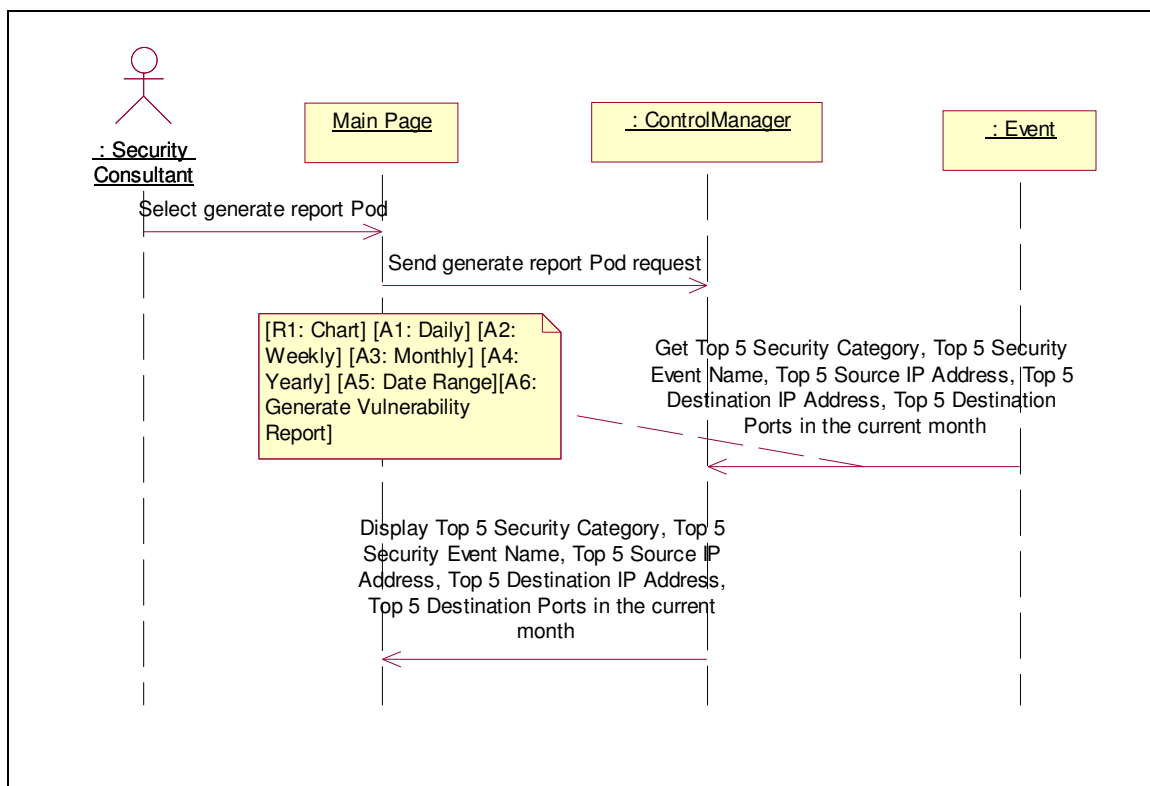 : Security
Consultant
Main Page
: ControlManager
: Event
Select generate report Pod
Send generate report Pod request
[R1: Chart] [A1: Daily] [A2:
Weekly] [A3: Monthly] [A4:
Yearly] [A5: Date Range][A6:
Generate Vulnerability
Report]
Get Top 5 Security Category, Top 5 Security
Event Name, Top 5 Source IP Address, Top 5
Destination IP Address, Top 5 Destination
Ports in the current month
Display Top 5 Security Category, Top 5
Security Event Name, Top 5 Source IP
Address, Top 5 Destination IP Address,
Top 5 Destination Ports in the current
month